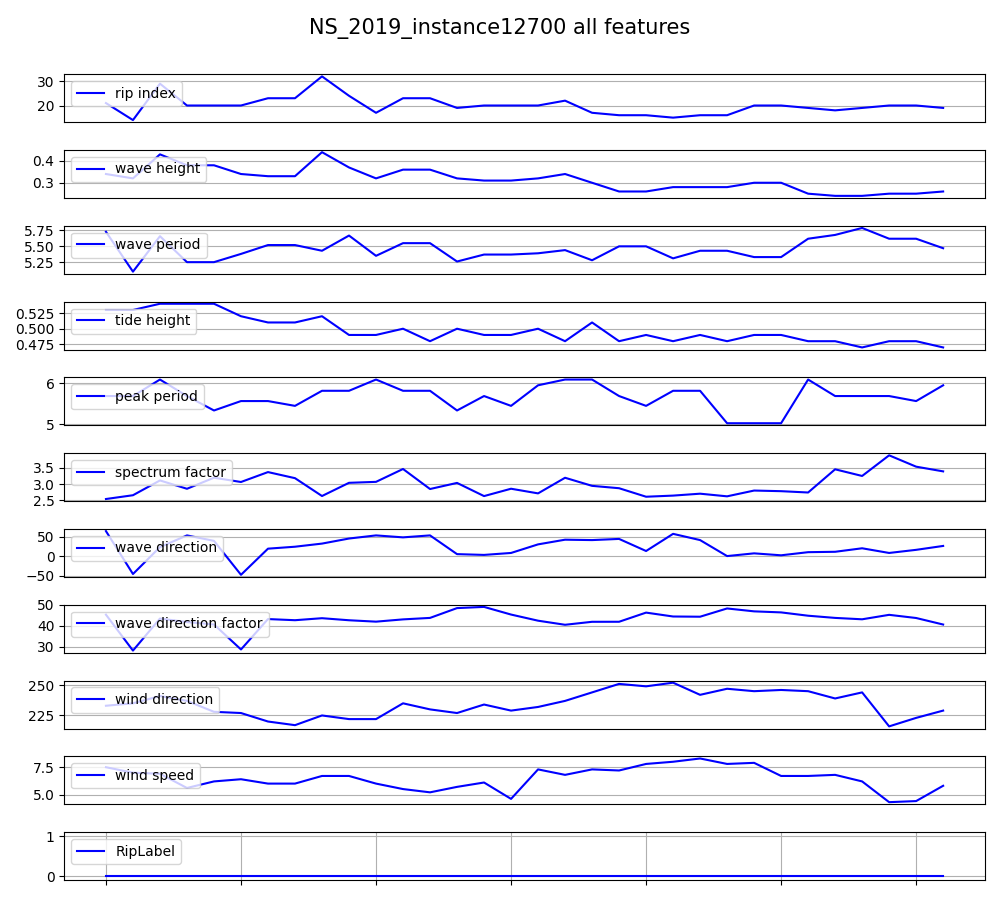 NS_2019_instance12700 all features
30
20
rip index
0.4
0.3
wave height
5.75
5.50
5.25
wave period
0.525
0.500
0.475
tide height
6
5
peak period
3.5
3.0
2.5
spectrum factor
50
0
−50
wave direction
50
40
30
wave direction factor
250
225
wind direction
7.5
5.0
wind speed
1
0
RipLabel